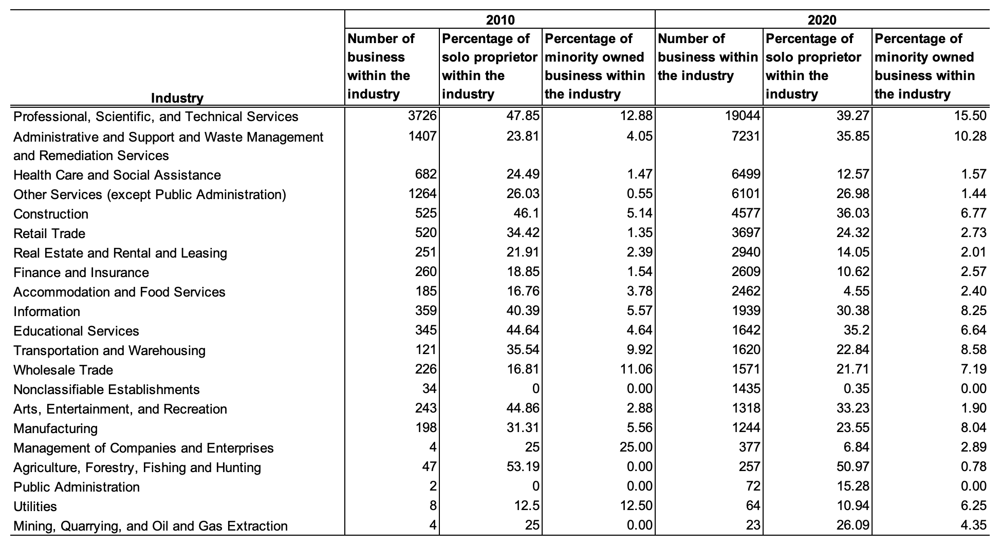 2010 2020
Industry Number of business within the industry Percentage of solo proprietor within the industry Percentage of minority owned business within the industry Number of business within the industry Percentage of solo proprietor within the industry Percentage of minority owned business within the industry
Professional, Scientific, and Technical Services 3726 47.85 12.88 19044 39.27 15.50
Administrative and Support and Waste Management 1407 23.81 4.05 7231 35.85 10.28
and Remediation Services
Health Care and Social Assistance 682 24.49 1.47 6499 12.57 1.57
Other Services (except Public Administration) 1264 26.03 0.55 6101 26.98 1.44
Construction 525 46.1 5.14 4577 36.03 6.77
Retail Trade 520 34.42 1.35 3697 24.32 2.73
Real Estate and Rental and Leasing 251 21.91 2.39 2940 14.05 2.01
Finance and Insurance 260 18.85 1.54 2609 10.62 2.57
Accommodation and Food Services 185 16.76 3.78 2462 4.55 2.40
Information 359 40.39 5.57 1939 30.38 8.25
Educational Services 345 44.64 4.64 1642 35.2 6.64
Transportation and Warehousing 121 35.54 9.92 1620 22.84 8.58
Wholesale Trade 226 16.81 11.06 1571 21.71 7.19
Nonclassifiable Establishments 34 0 0.00 1435 0.35 0.00
Arts, Entertainment, and Recreation 243 44.86 2.88 1318 33.23 1.90
Manufacturing 198 31.31 5.56 1244 23.55 8.04
Management of Companies and Enterprises 4 25 25.00 377 6.84 2.89
Agriculture, Forestry, Fishing and Hunting 47 53.19 0.00 257 50.97 0.78
Public Administration 2 0 0.00 72 15.28 0.00
Utilities 8 12.5 12.50 64 10.94 6.25
Mining, Quarrying, and Oil and Gas Extraction 4 25 0.00 23 26.09 4.35